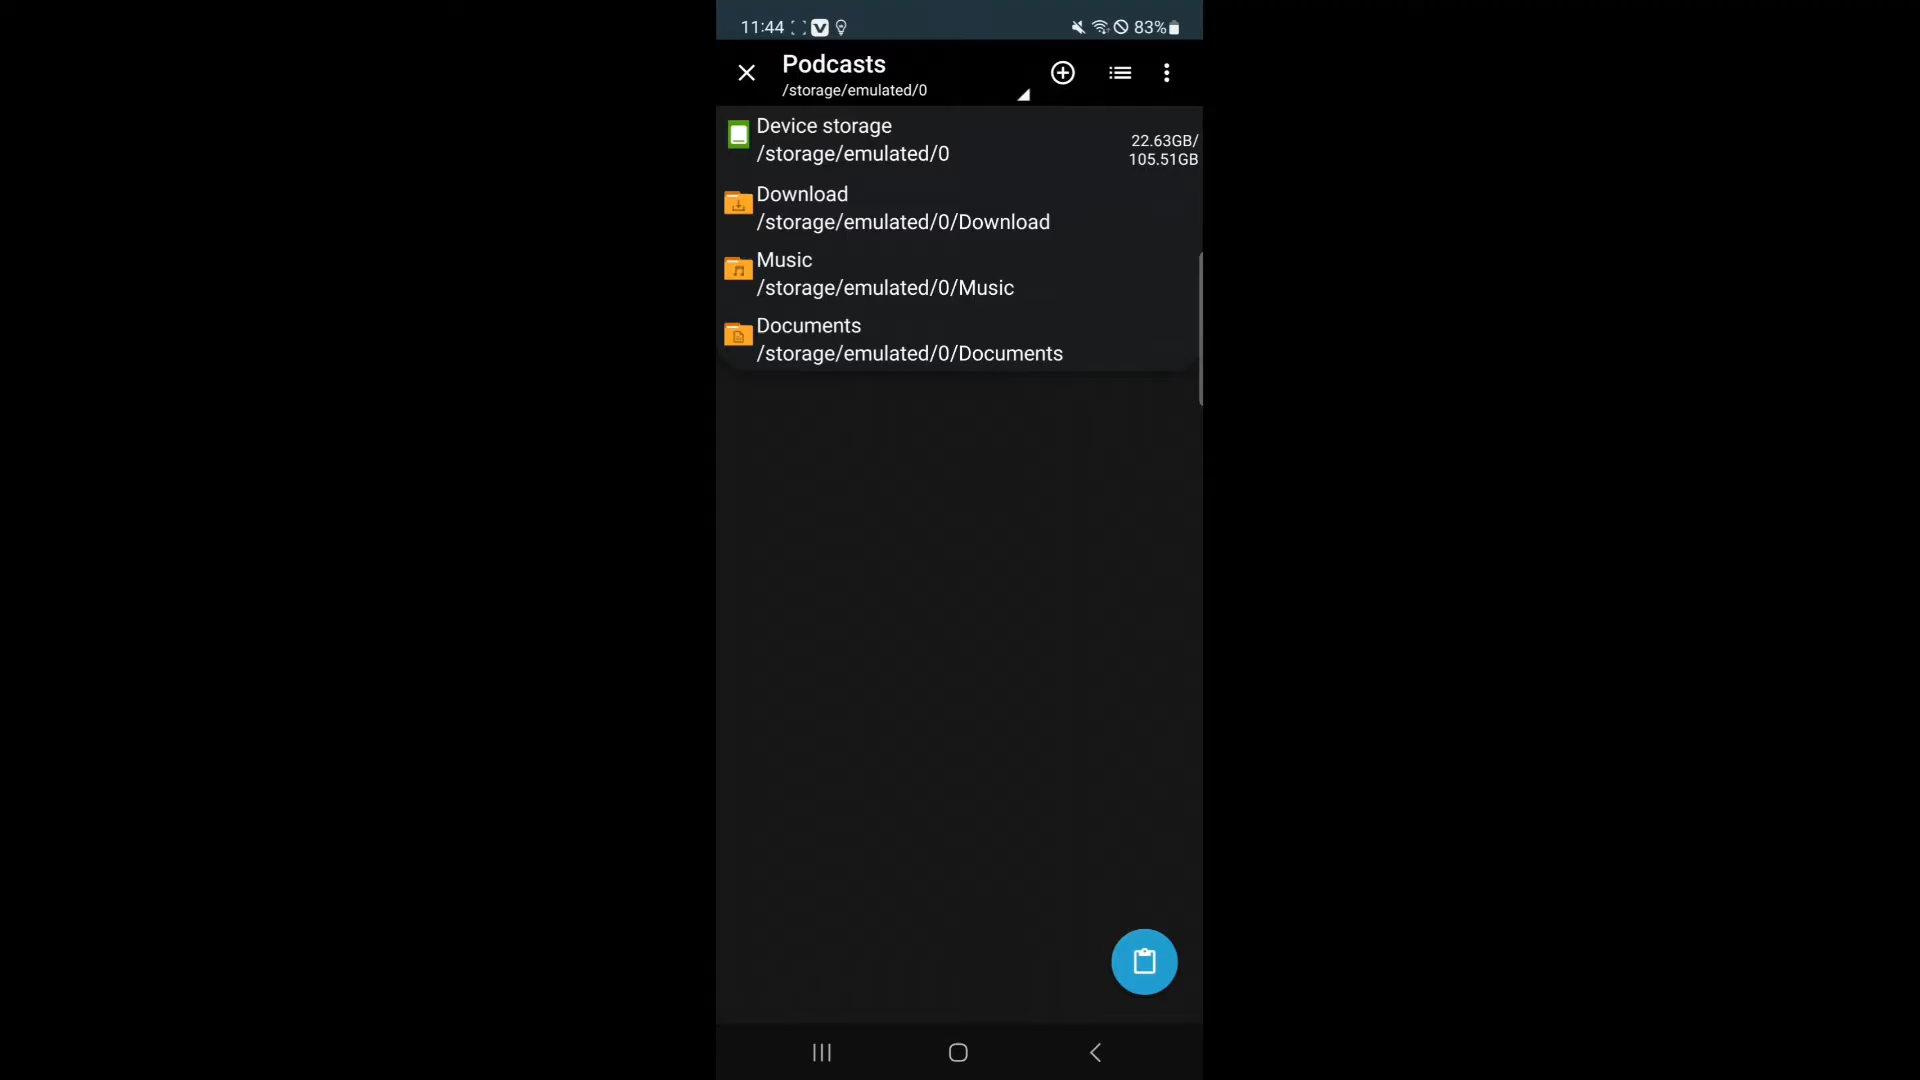 11:44
83%
Podcasts
/storage/emulated/0
Device storage
/storage/emulated/0
22.63GB/
105.51GB
Download
/storage/emulated/0/Download
Music
/storage/emulated/0/Music
Documents
/storage/emulated/0/Documents